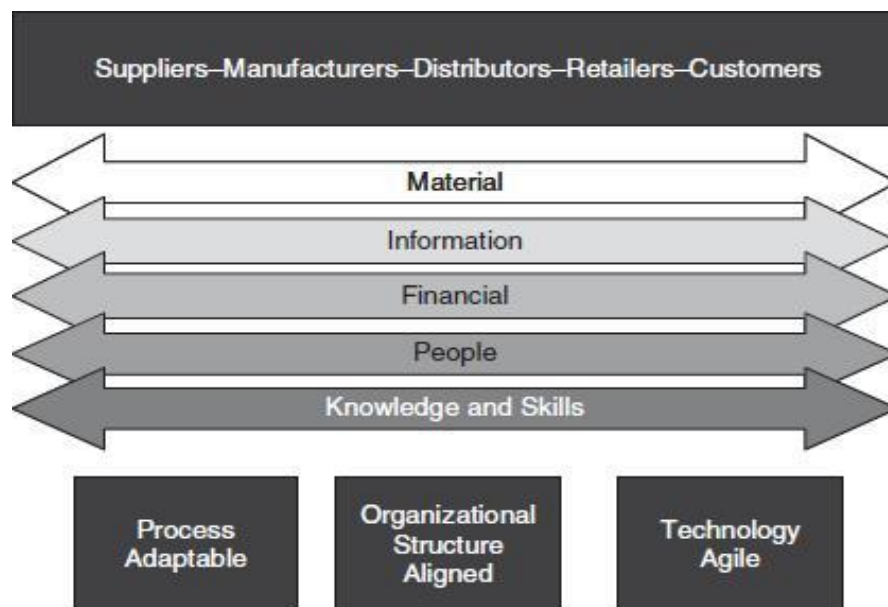 Suppliers–Manufacturers–Distributors–Retailers–Customers
Material
Information
Financial
People
Knowledge and Skills
Process
Adaptable
Organizational
Structure
Aligned
Technology
Agile